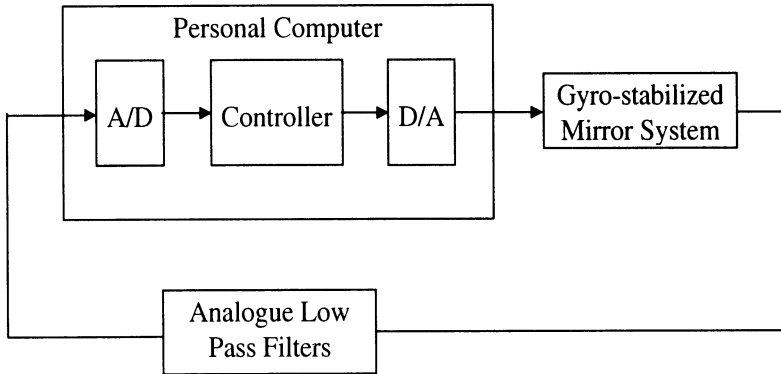 Personal Computer
A/D
Controller
D/A
Gyro-stabilized
Mirror System
Analogue Low
Pass Filters